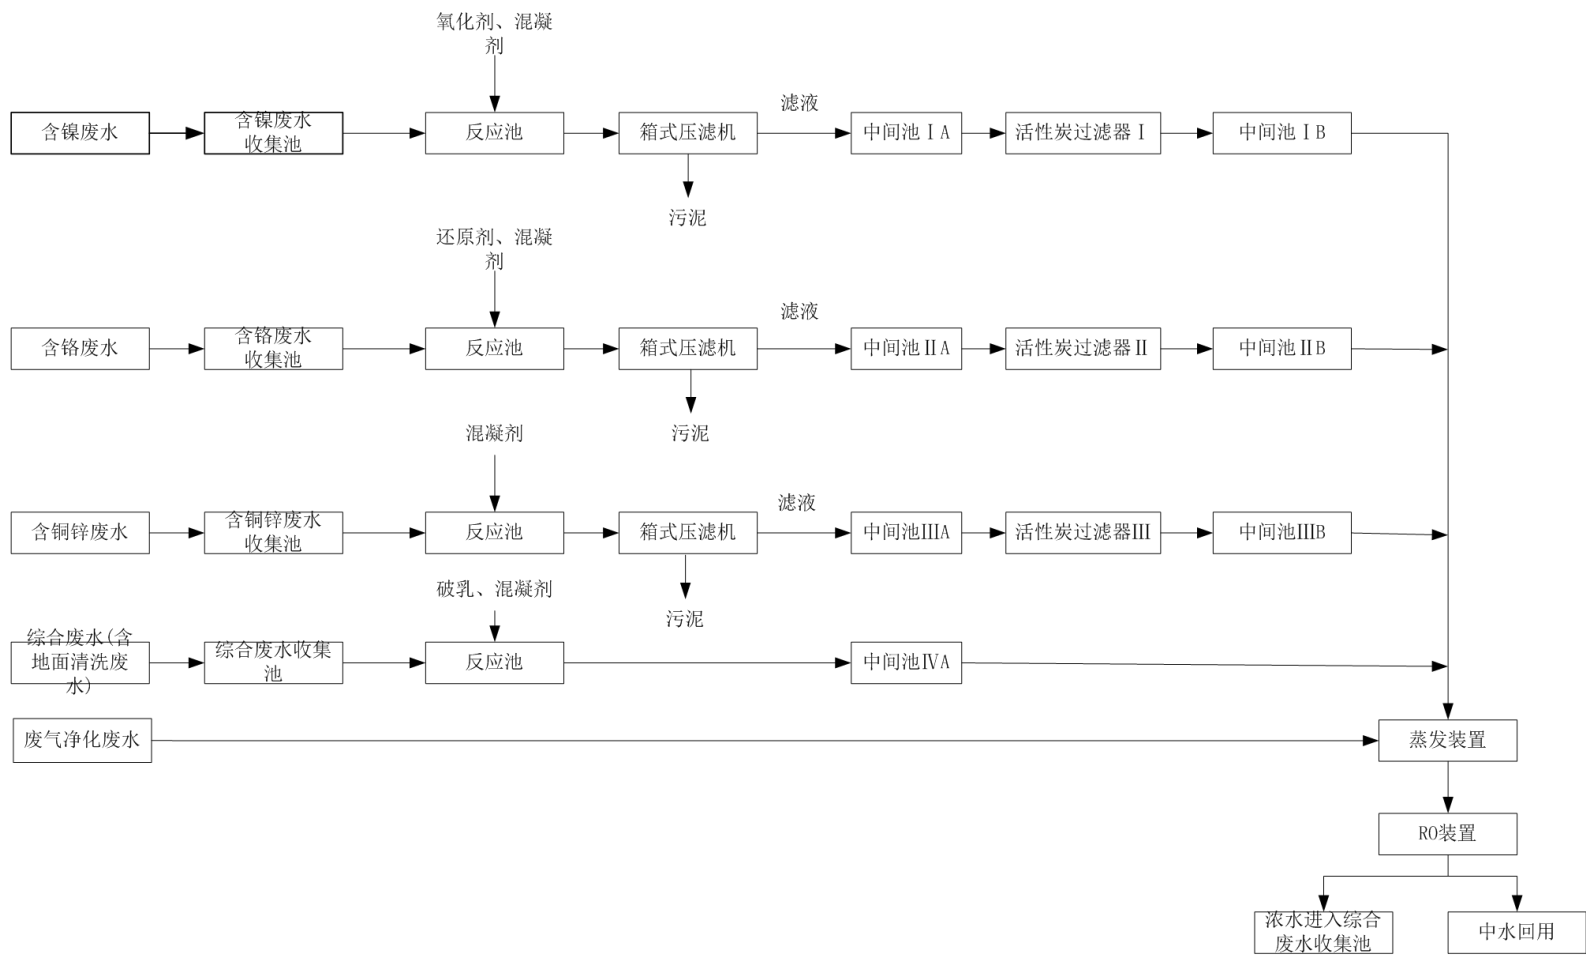 氧化剂、混凝
剂
含镍废水
含镍废水
收集池
反应池
箱式压滤机
滤液
中间池ⅠA
活性炭过滤器Ⅰ
中间池ⅠB
污泥
还原剂、混凝
剂
含铬废水
含铬废水
收集池
反应池
箱式压滤机
滤液
中间池ⅡA
活性炭过滤器Ⅱ
中间池ⅡB
污泥
混凝剂
含铜锌废水
含铜锌废水
收集池
反应池
箱式压滤机
滤液
中间池ⅢA
活性炭过滤器Ⅲ
中间池ⅢB
污泥
破乳、混凝剂
综合废水(含
地面清洗废
水)
综合废水收集
池
反应池
中间池ⅣA
废气净化废水
蒸发装置
RO装置
浓水进入综合
废水收集池
中水回用